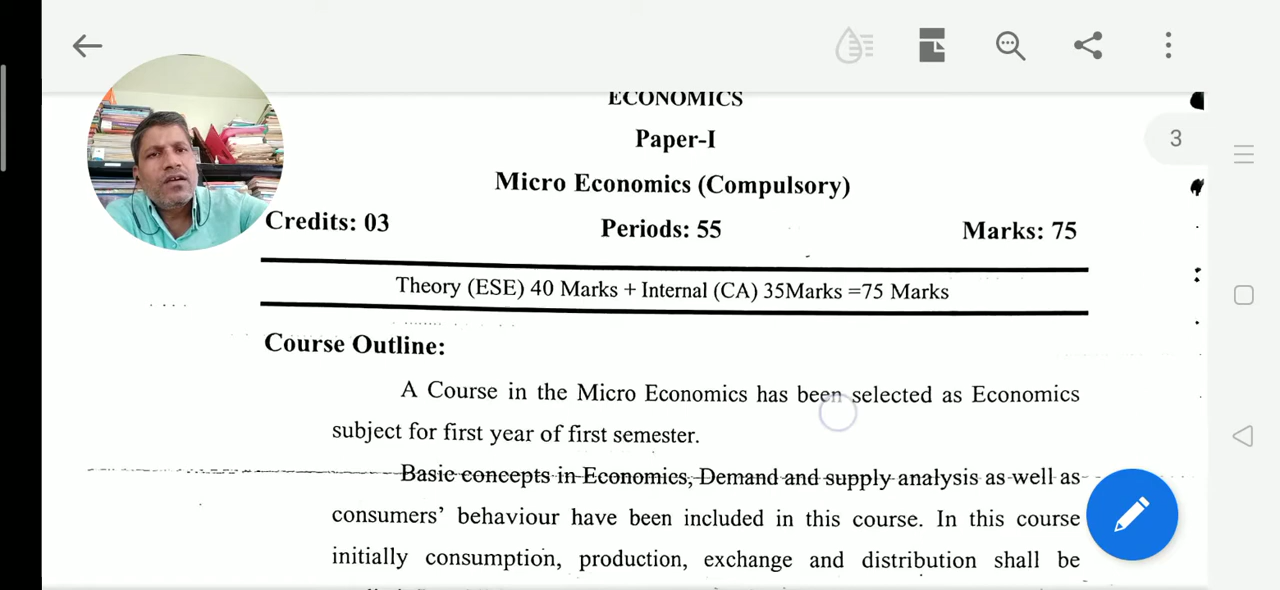 ECONOMICS
Paper-I
3
Micro Economics (Compulsory)
Credits: 03 Periods: 55 Marks: 75
Theory (ESE) 40 Marks + Internal (CA) 35Marks =75 Marks
Course Outline:
A Course in the Micro Economics has been selected as Economics
subject for first year of first semester.
Basic concepts in Economics, Demand and supply analysis as well as
consumers' behaviour have been included in this course. In this course
initially consumption, production, exchange and distribution shall be